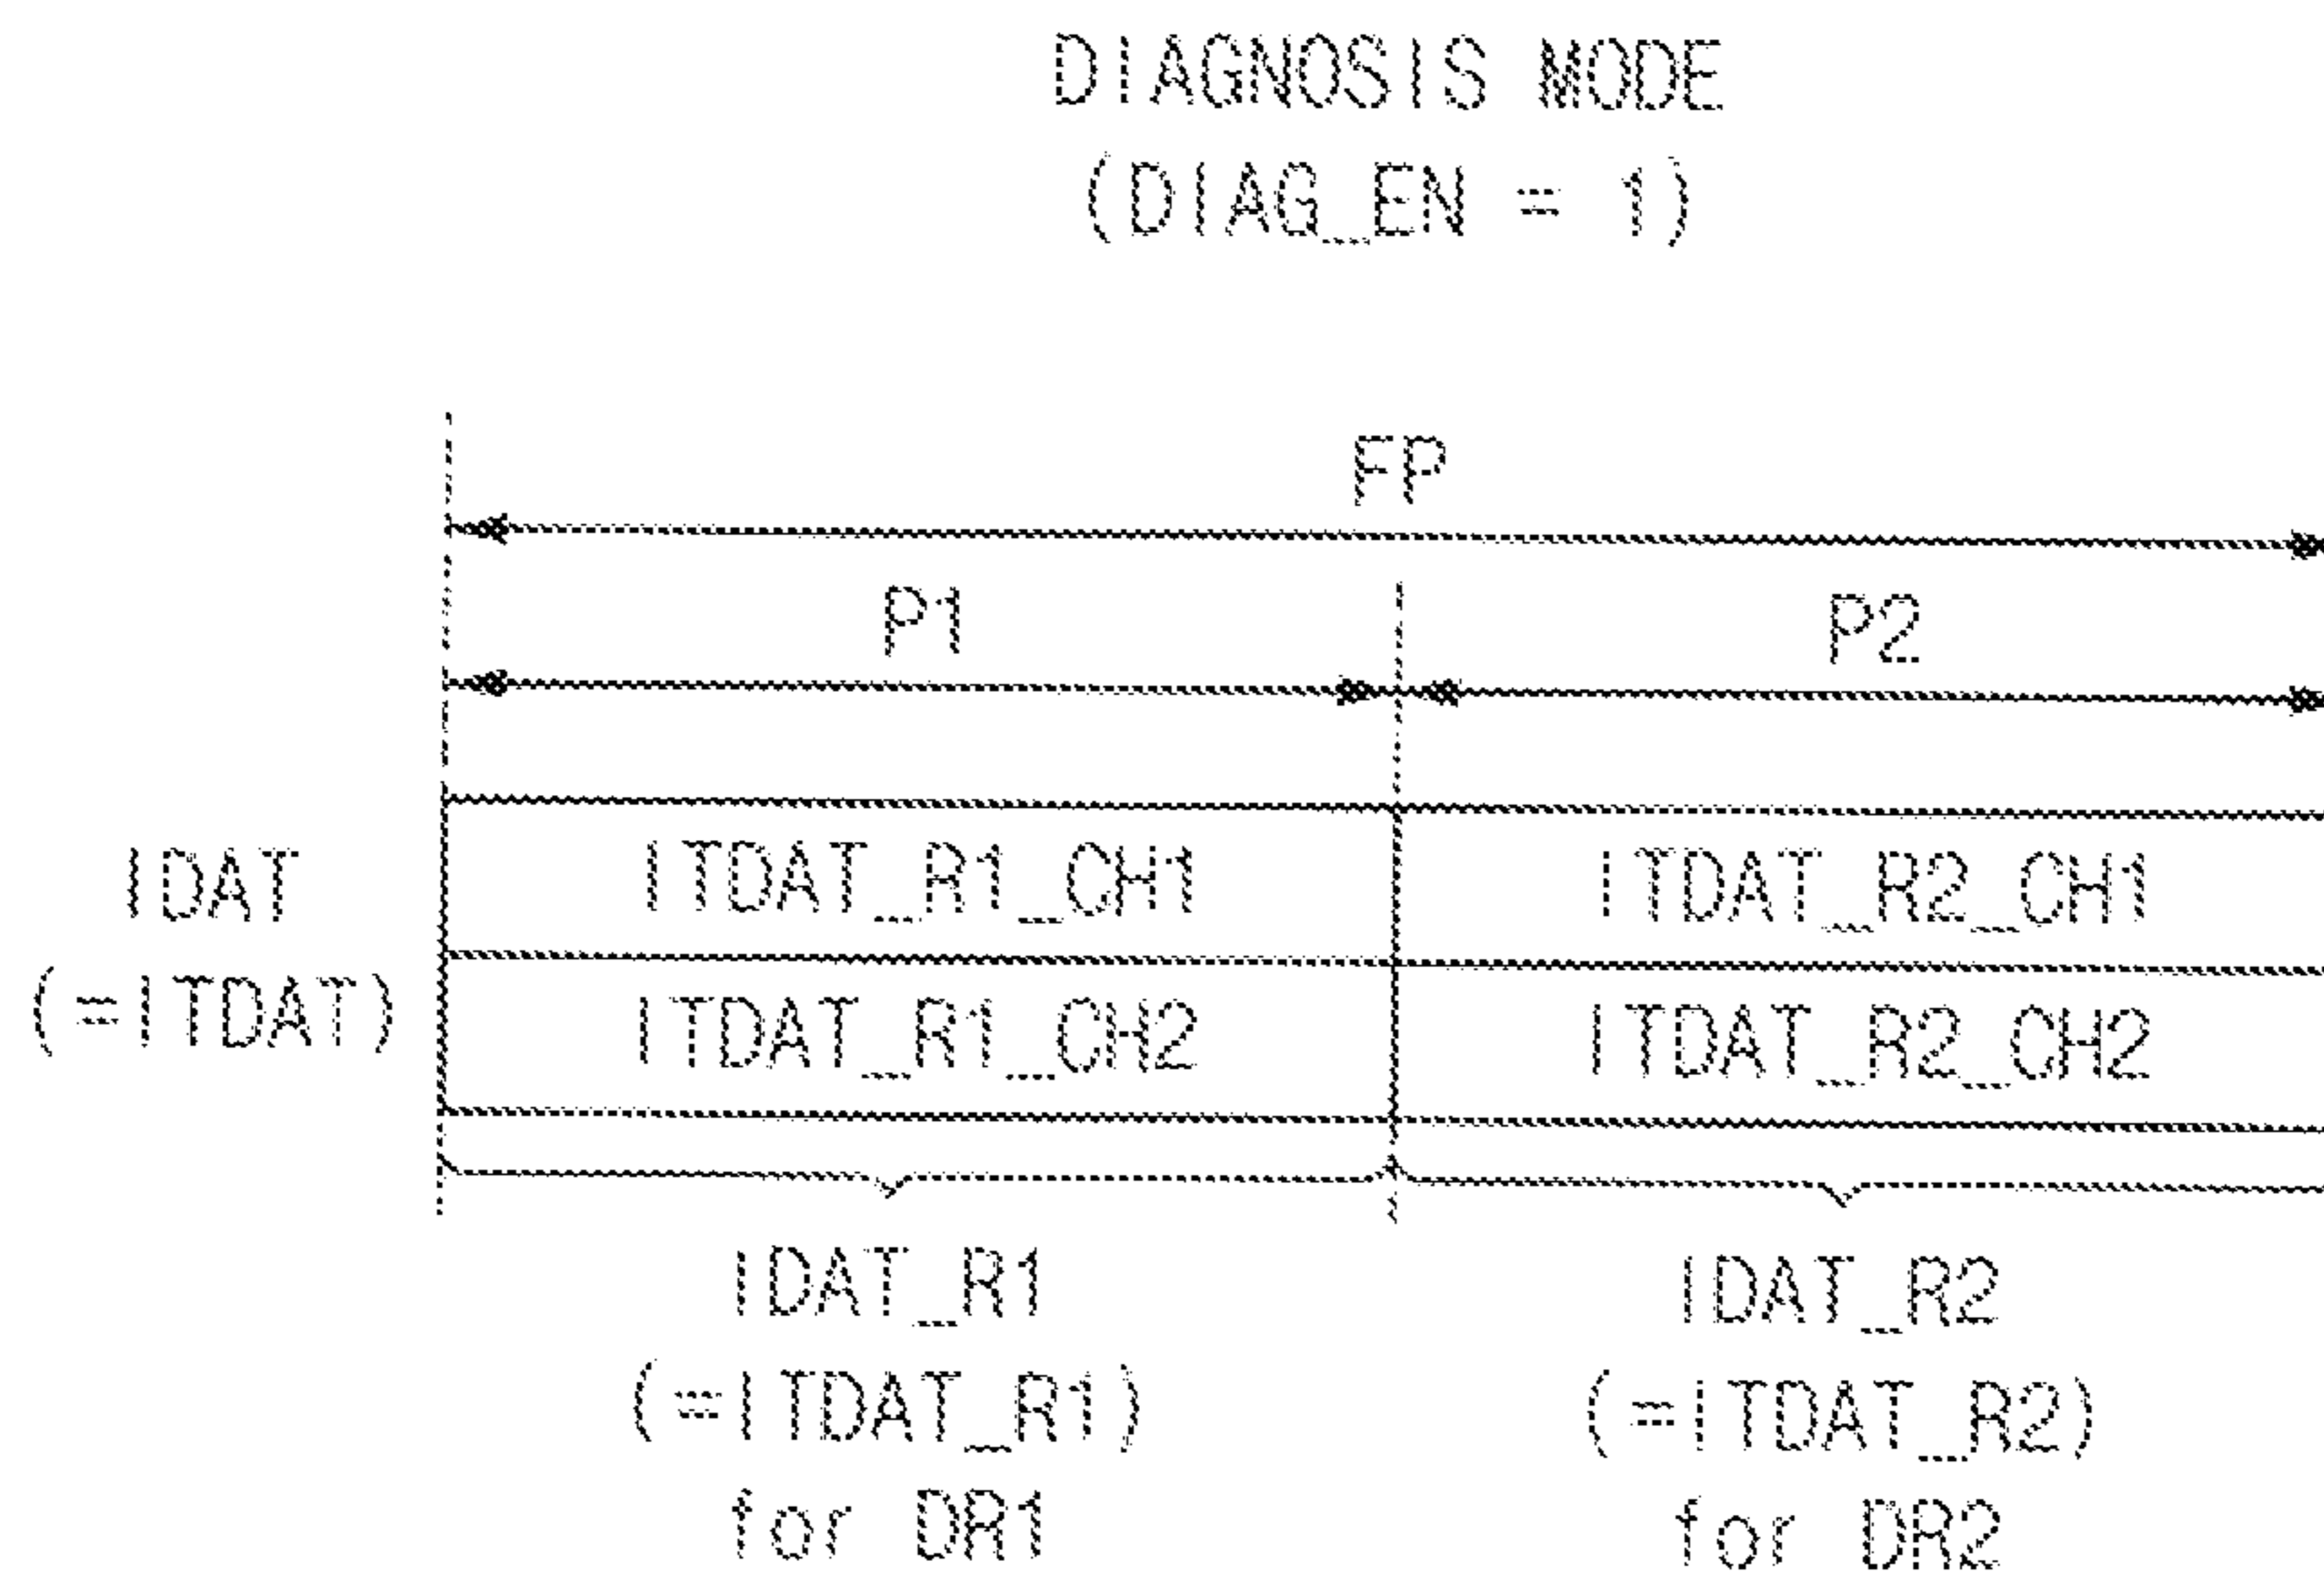 DIAGNOSIS MODE
(DIAG_EN = 1)
FP
P1 P2
IDAT
(=ITDAT)
ITDAT_R1_CH1 ITDAT_R2_CH1
ITDAT_R1_CH2 ITDAT_R2_CH2
IDAT_R1
(=ITDAT_R1)
for DR1
IDAT_R2
(=ITDAT_R2)
for DR2